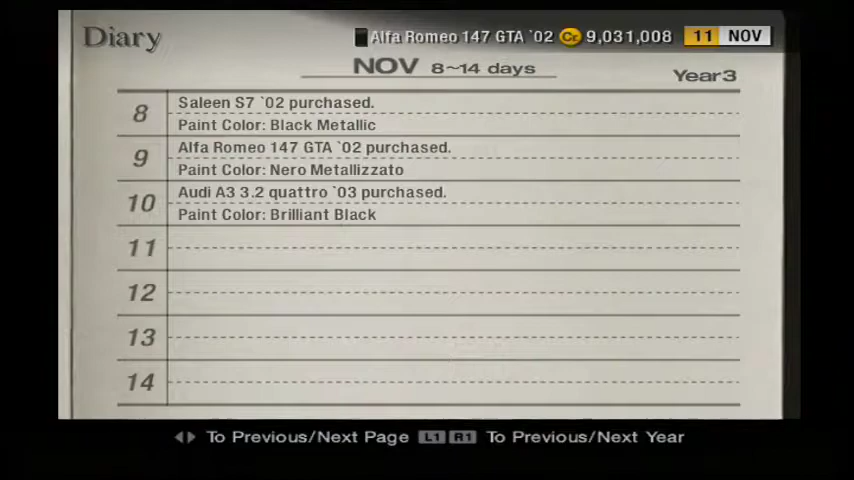 Diary
Alfa Romeo 147 GTA `02 Cr. 9,031,008 11 NOV
NOV 8~14 days
Year3
8
Saleen S7 `02 purchased.
Paint Color: Black Metallic
9
Alfa Romeo 147 GTA `02 purchased.
Paint Color: Nero Metallizzato
10
Audi A3 3.2 quattro `03 purchased.
Paint Color: Brilliant Black
11
12
13
14
To Previous/Next Page L1 R1 To Previous/Next Year